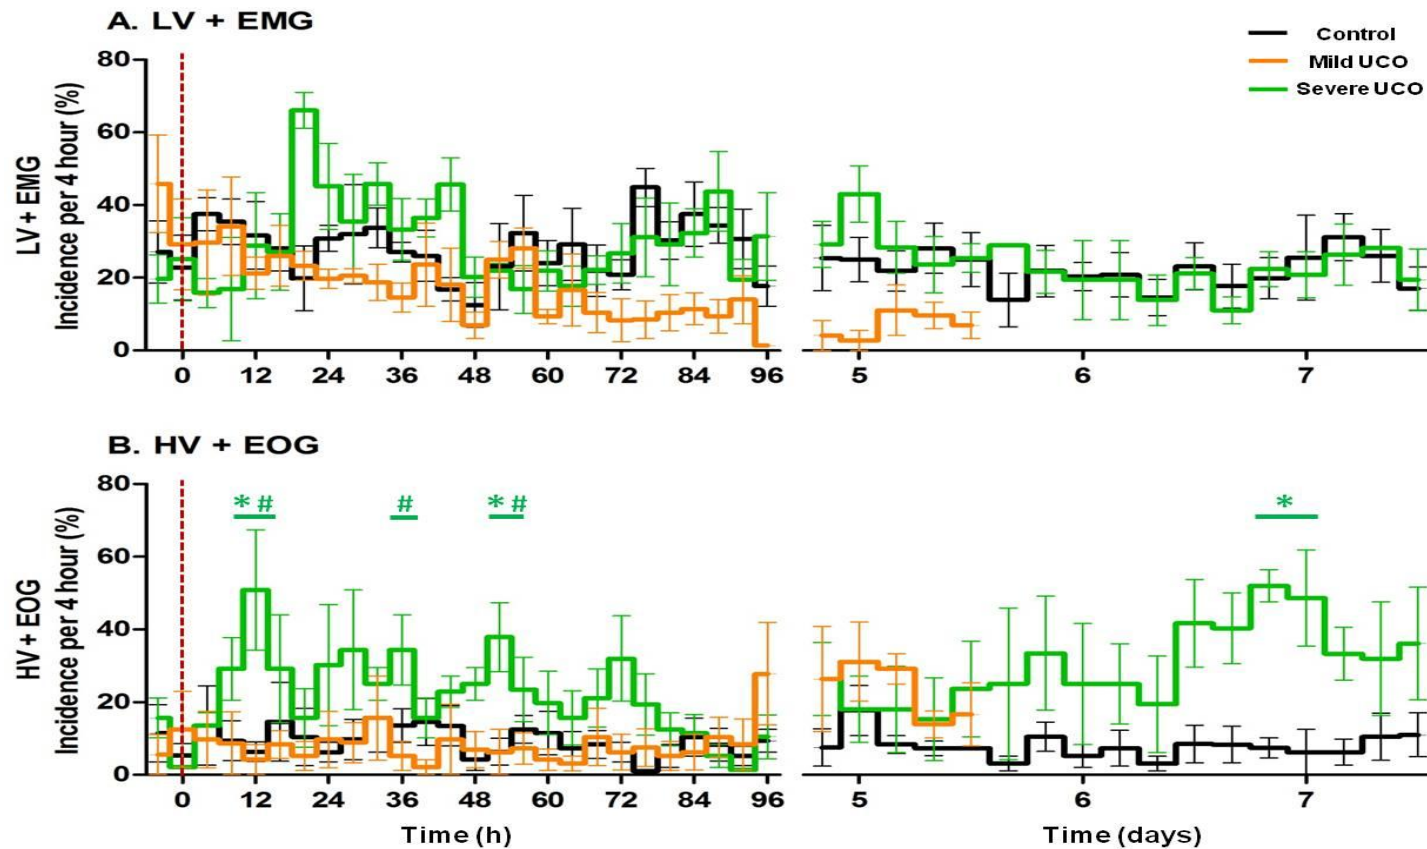 A. LV + EMG
Control
Mild UCO
Severe UCO
LV + EMG
Incidence per 4 hour (%)
80
60
40
20
0
0 12 24 36 48 60 72 84 96 5 6 7
B. HV + EOG
HV + EOG
Incidence per 4 hour (%)
80
60
40
20
0
* # # * # *
0 12 24 36 48 60 72 84 96 5 6 7
Time (h) Time (days)